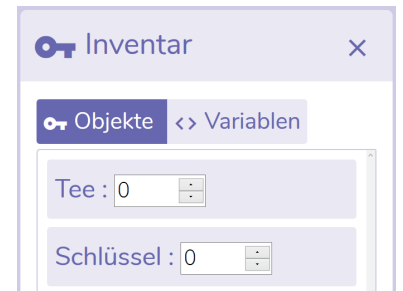 Inventar
Objekte <> Variablen
Tee : 0
Schlüssel : 0